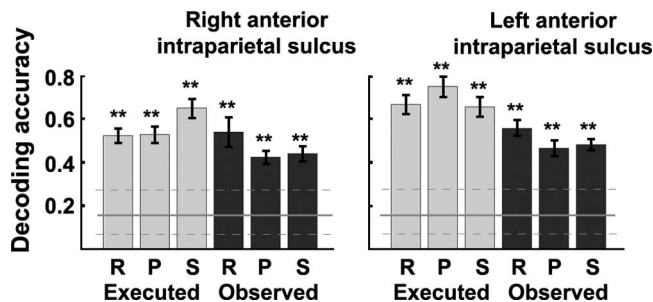 Right anterior
intraparietal sulcus
Left anterior
intraparietal sulcus
Decoding accuracy
0.8
0.6
0.4
0.2
** ** ** ** ** **
** ** ** ** ** **
R P S R P S
Executed Observed
R P S R P S
Executed Observed